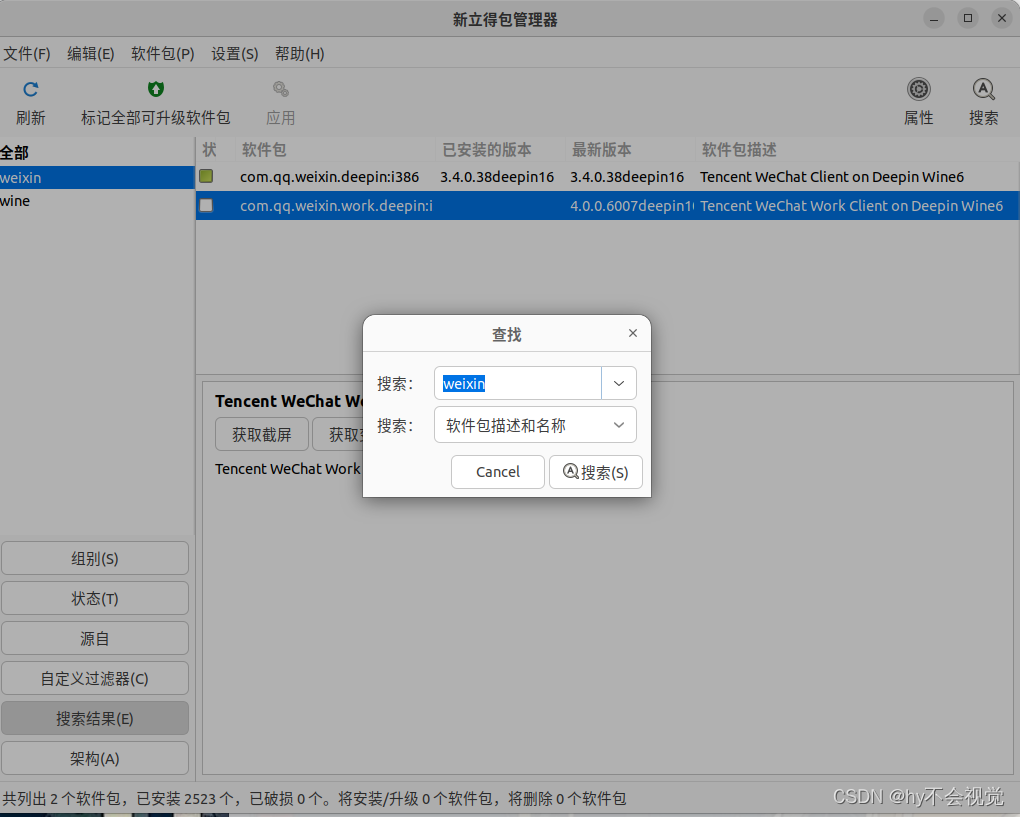 新立得包管理器
文件(F) 编辑(E) 软件包(P) 设置(S) 帮助(H)
刷新 标记全部可升级软件包 应用 属性 搜索
全部
weixin
wine
状 软件包 已安装的版本 最新版本 软件包描述
com.qq.weixin.deepin:i386 3.4.0.38deepin16 3.4.0.38deepin16 Tencent WeChat Client on Deepin Wine6
com.qq.weixin.work.deepin:i 4.0.0.6007deepin1 Tencent WeChat Work Client on Deepin Wine6
查找
搜索: weixin
搜索: 软件包描述和名称
Cancel 搜索(S)
Tencent WeChat W
获取截屏 获取
Tencent WeChat Work
组别(S)
状态(T)
源自
自定义过滤器(C)
搜索结果(E)
架构(A)
共列出 2 个软件包，已安装 2523 个，已破损 0 个。将安装/升级 0 个软件包，将删除 0 个软件包
CSDN @hy不会视觉